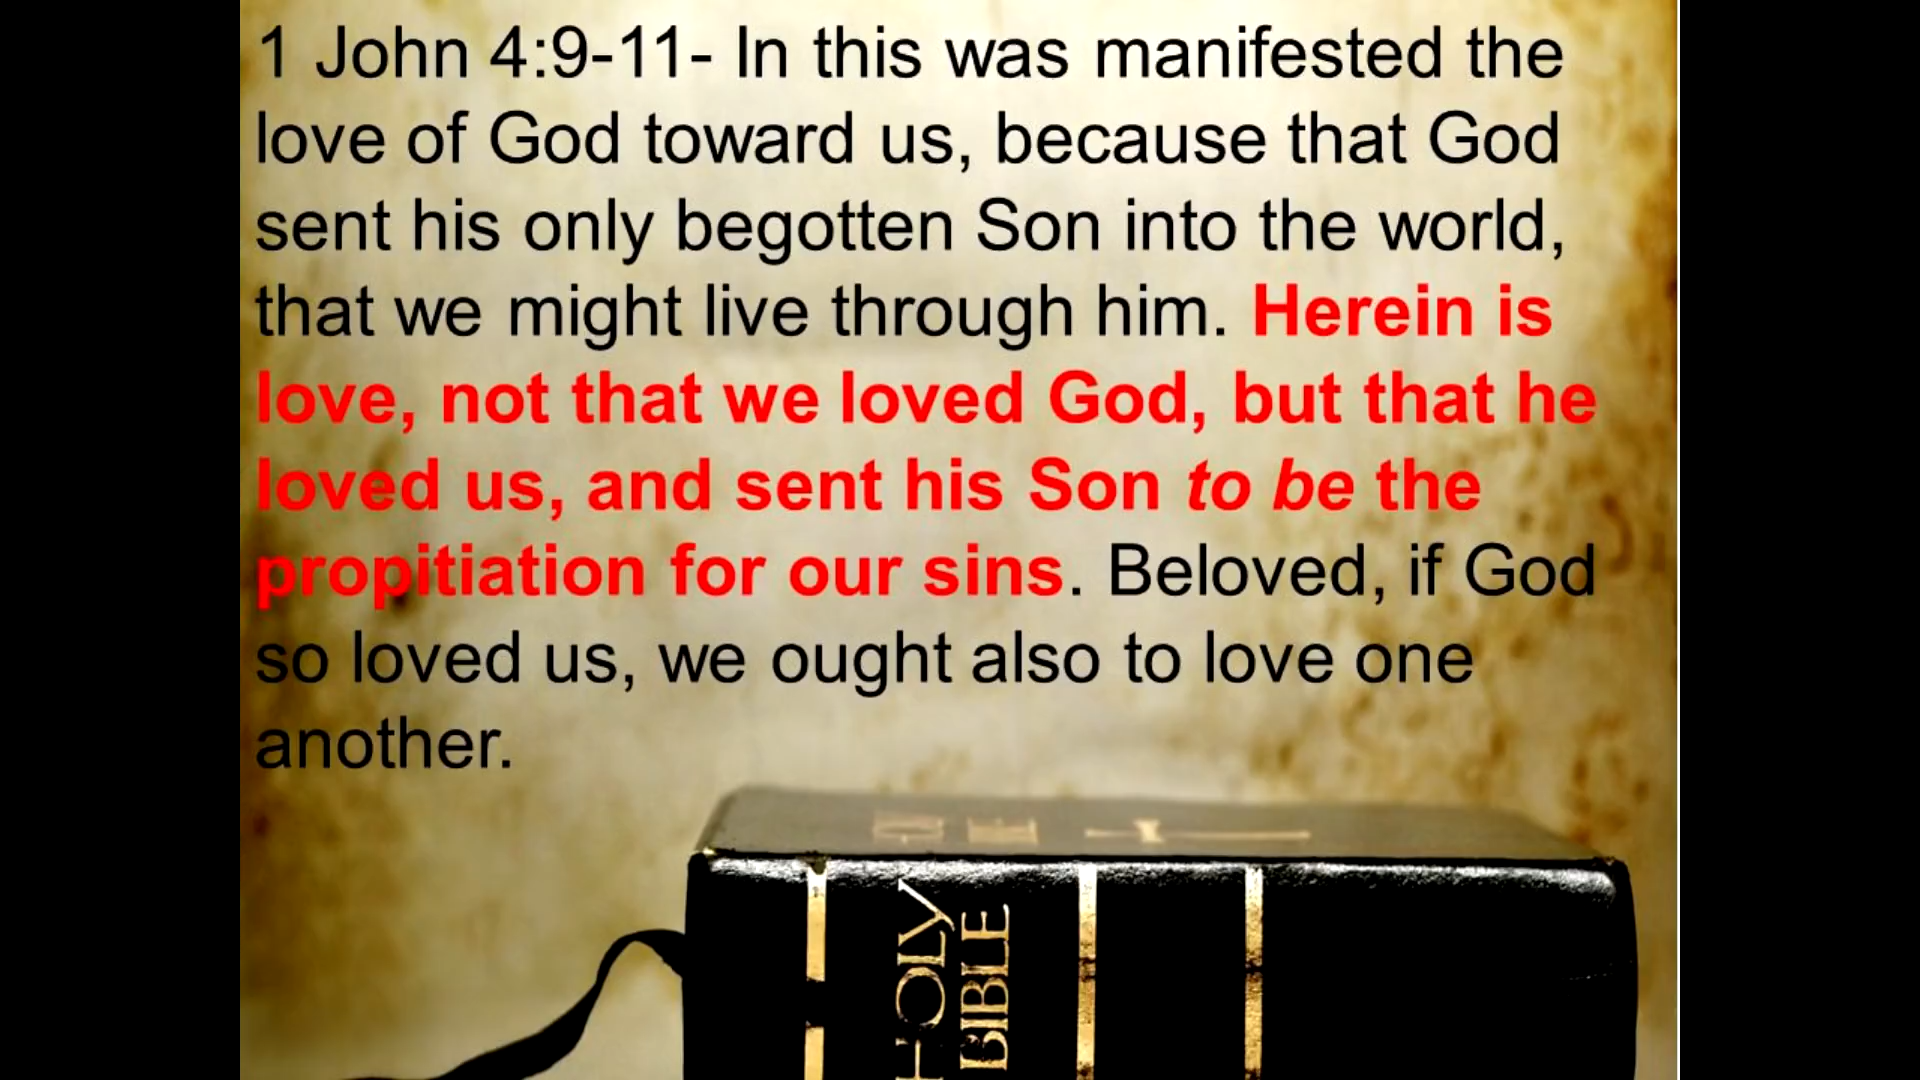 1 John 4:9-11- In this was manifested the
love of God toward us, because that God
sent his only begotten Son into the world,
that we might live through him. Herein is
love, not that we loved God, but that he
loved us, and sent his Son to be the
propitiation for our sins. Beloved, if God
so loved us, we ought also to love one
another.
HOLY
BIBLE